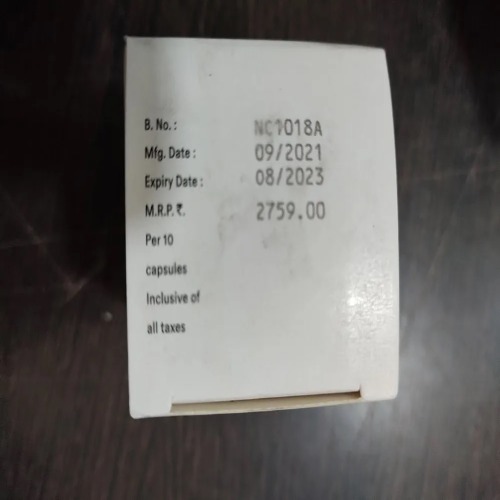 B. No. : NC1018A
Mfg. Date : 09/2021
Expiry Date : 08/2023
M.R.P. ₹. 2759.00
Per 10
capsules
Inclusive of
all taxes